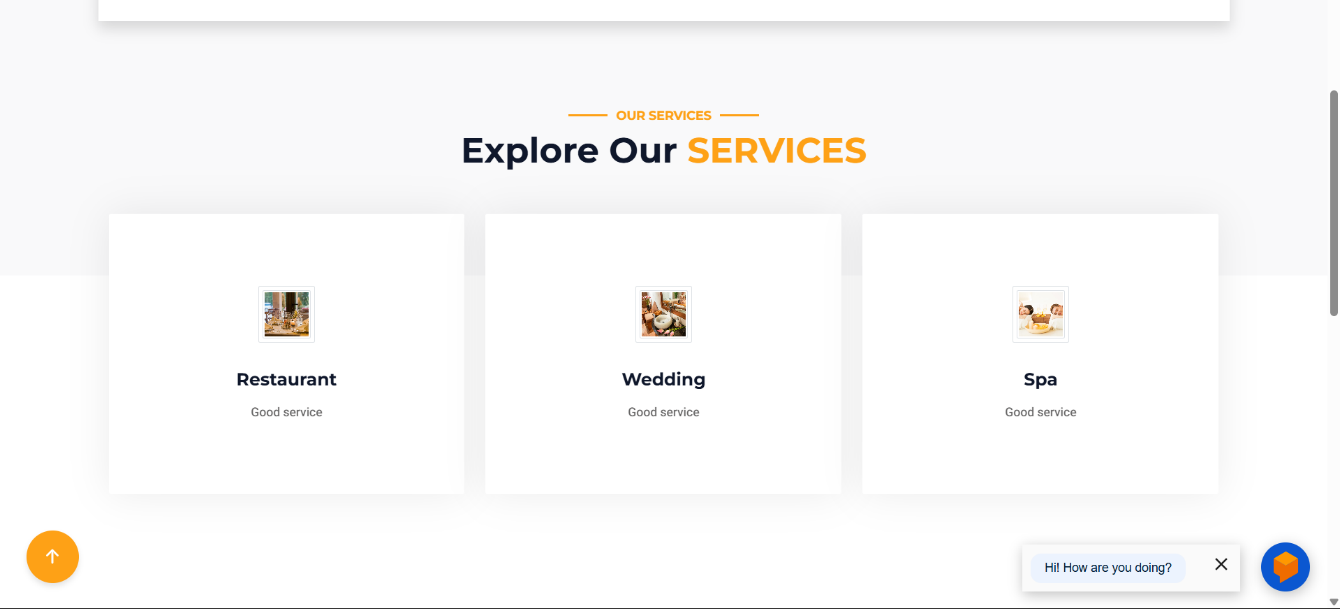 OUR SERVICES
Explore Our SERVICES
Restaurant
Good service
Wedding
Good service
Spa
Good service
Hi! How are you doing?